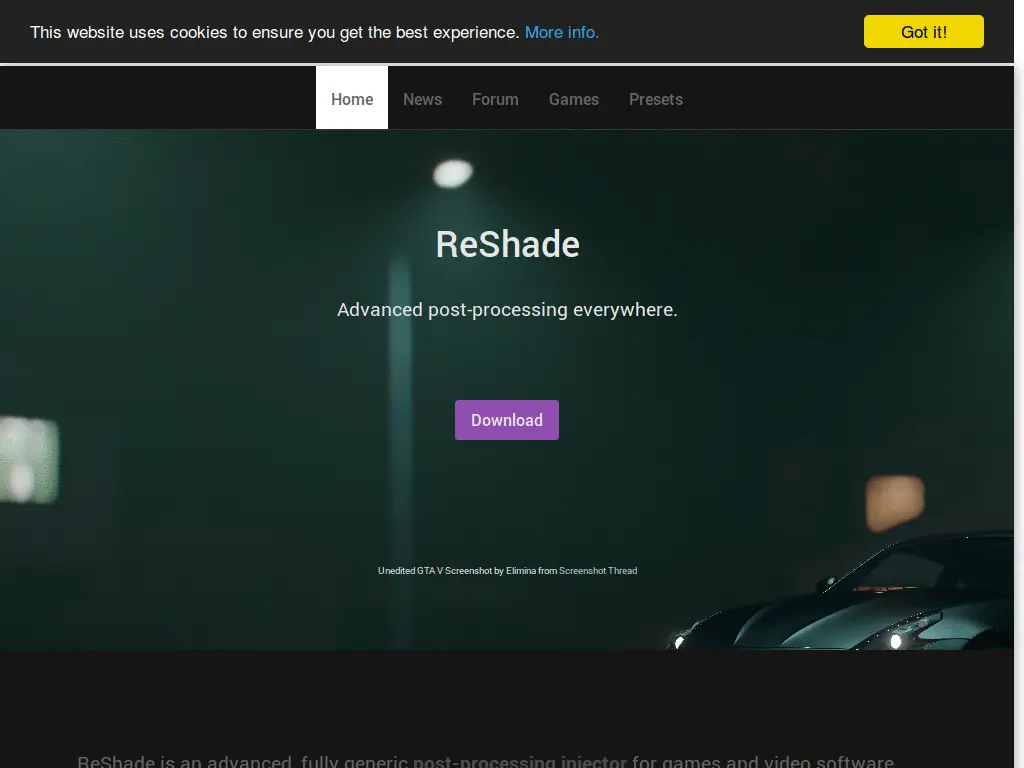 This website uses cookies to ensure you get the best experience. More info.
Got it!
Home
News
Forum
Games
Presets
ReShade
Advanced post-processing everywhere.
Download
Unedited GTA V Screenshot by Elimina from Screenshot Thread
ReShade is an advanced, fully generic post-processing injector for games and video software